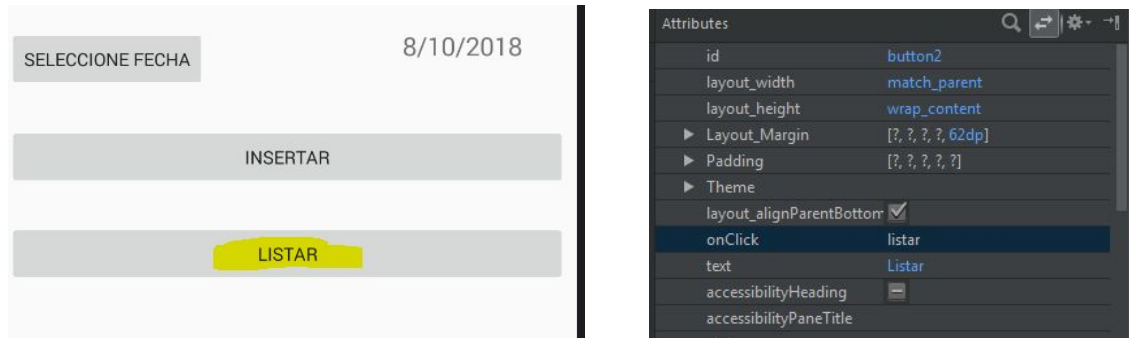 SELECCIONE FECHA
8/10/2018
INSERTAR
LISTAR
Attributes
id button2
layout_width match_parent
layout_height wrap_content
Layout_Margin [?, ?, ?, ?, 62dp]
Padding [?, ?, ?, ?, ?]
Theme
layout_alignParentBottom
onClick listar
text Listar
accessibilityHeading
accessibilityPaneTitle